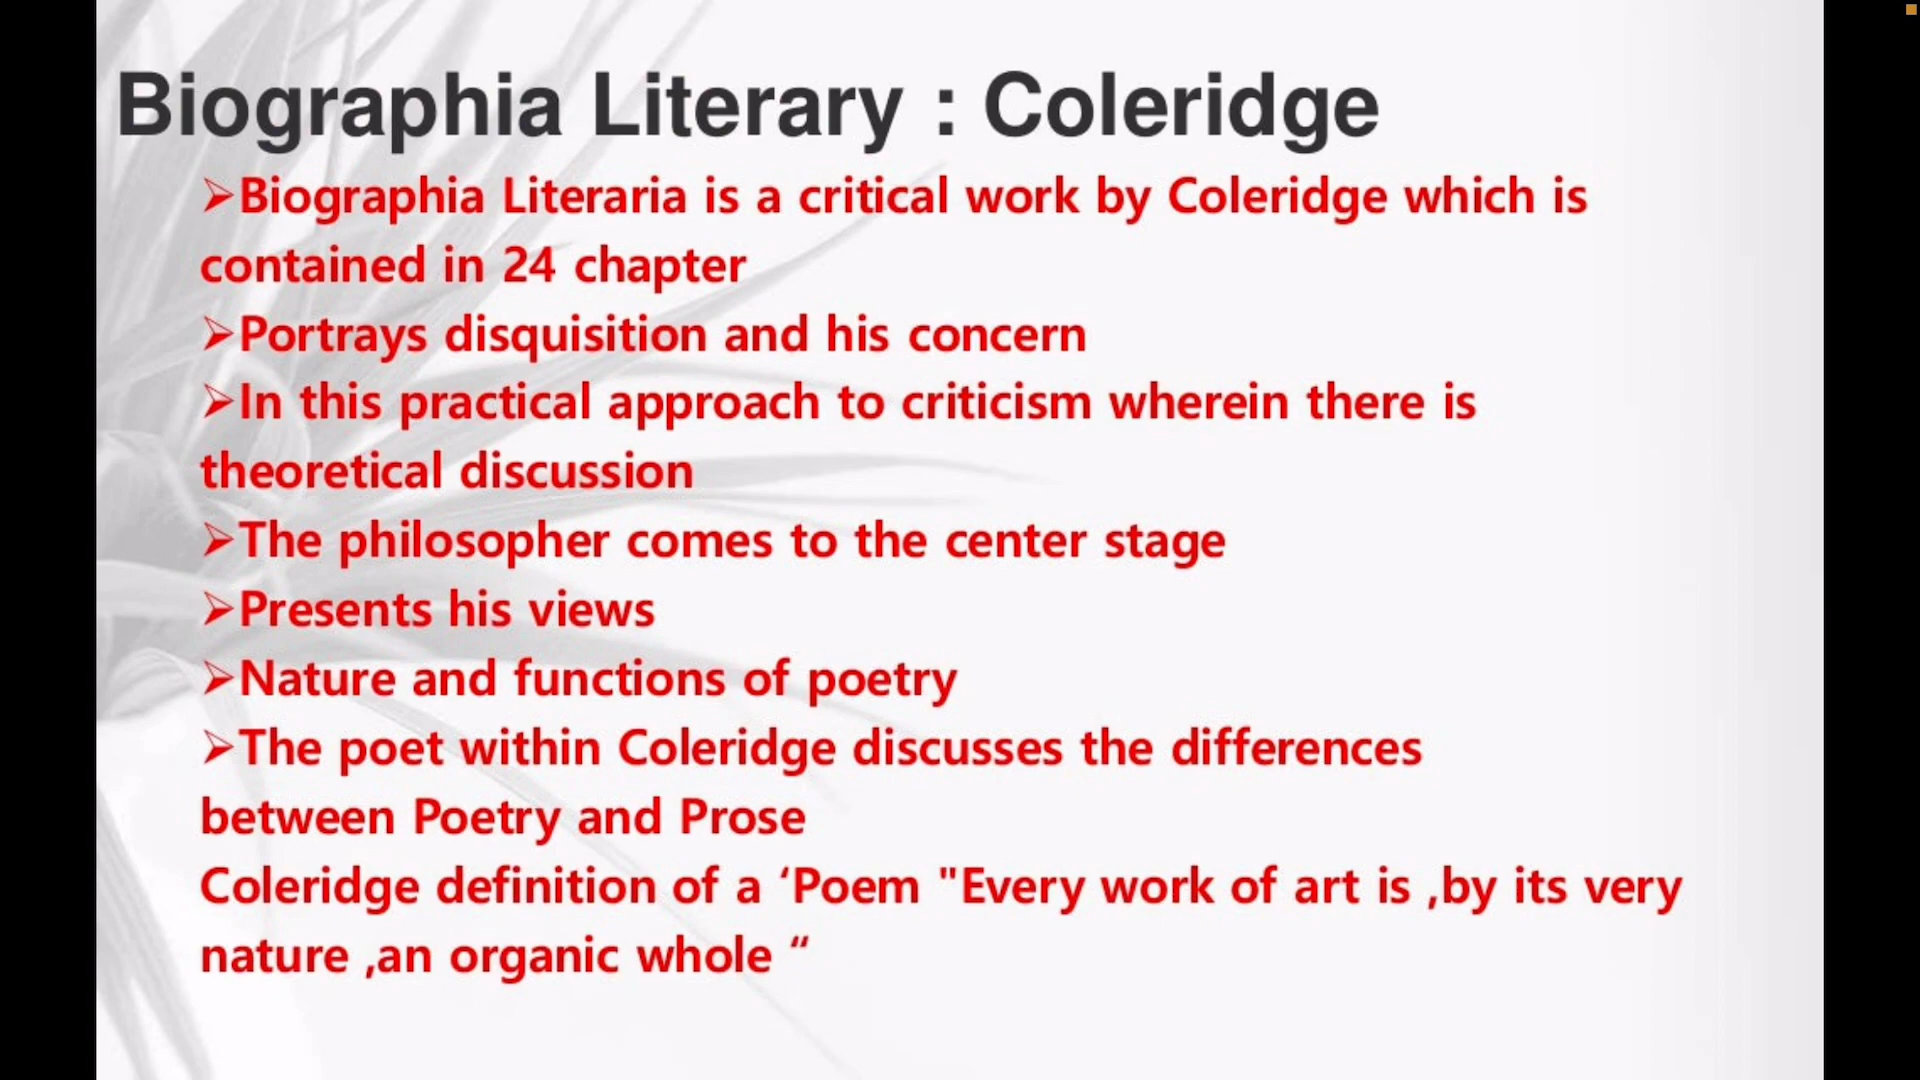 Biographia Literary : Coleridge
➢Biographia Literaria is a critical work by Coleridge which is
contained in 24 chapter
➢Portrays disquisition and his concern
➢In this practical approach to criticism wherein there is
theoretical discussion
➢The philosopher comes to the center stage
➢Presents his views
➢Nature and functions of poetry
➢The poet within Coleridge discusses the differences
between Poetry and Prose
Coleridge definition of a ‘Poem "Every work of art is ,by its very
nature ,an organic whole “